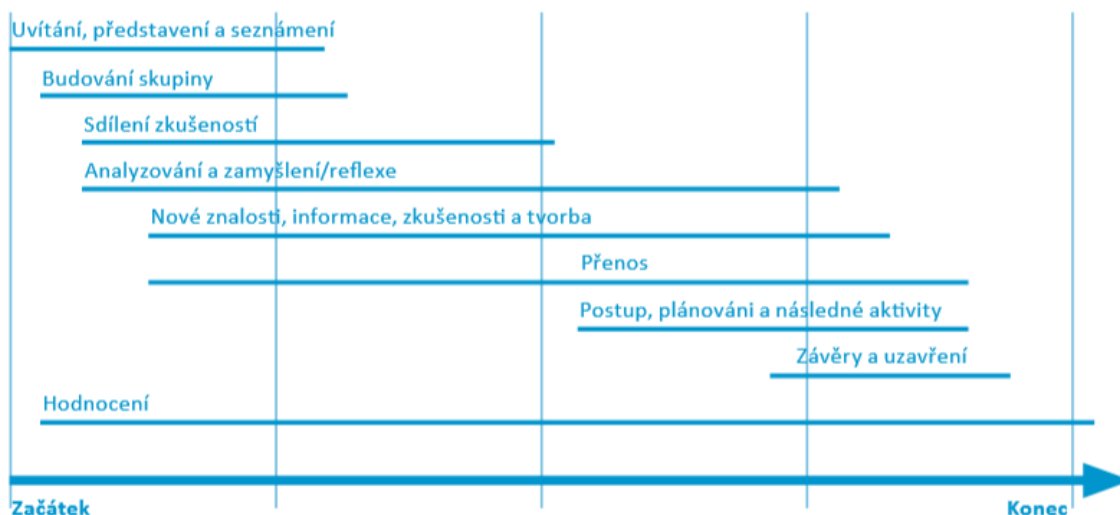 Uvítání, představení a seznámení
Budování skupiny
Sdílení zkušeností
Analyzování a zamyšlení/reflexe
Nové znalosti, informace, zkušenosti a tvorba
Přenos
Postup, plánováni a následné aktivity
Závěry a uzavření
Hodnocení
Začátek
Konec